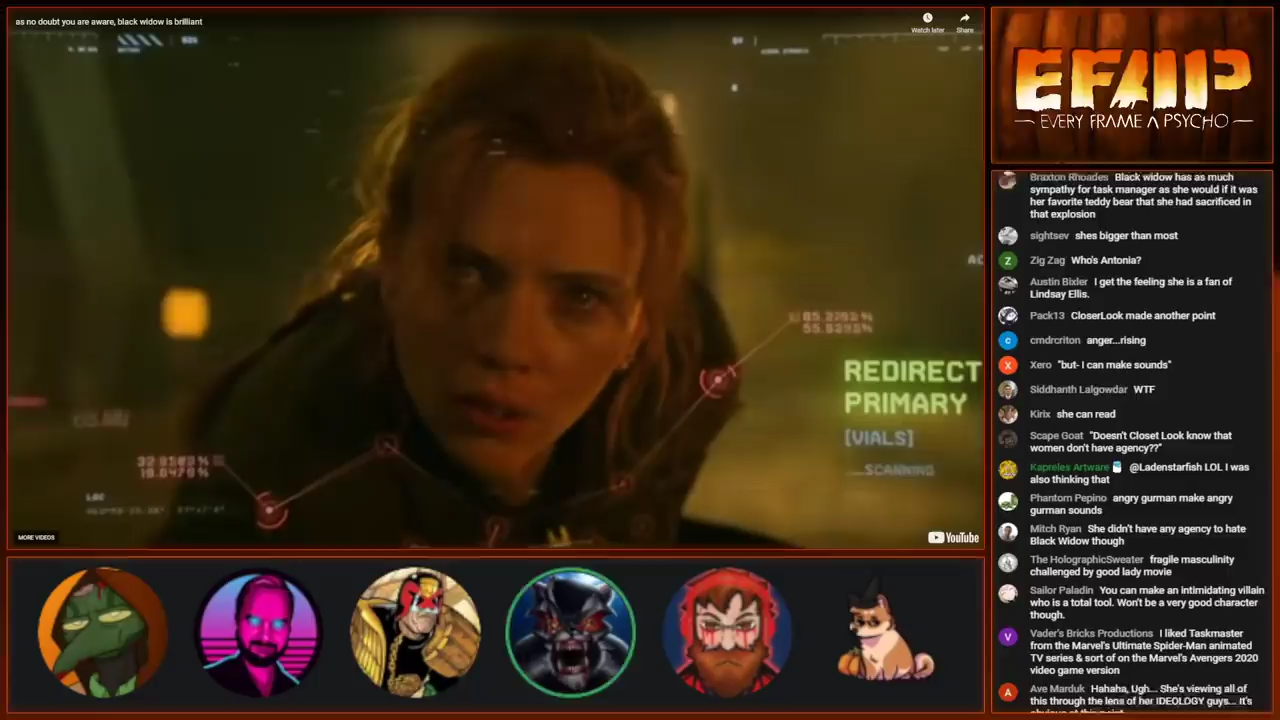 as no doubt you are aware, black widow is brilliant
Watch later
Share
REDIRECT
PRIMARY
[VIALS]
SCANNING
MORE VIDEOS
YouTube
EFAP
EVERY FRAME A PSYCHO
Braxton Rhoades Black widow has as much
sympathy for task manager as she would if it was
her favorite teddy bear that she had sacrificed in
that explosion
sightsev shes bigger than most
Z
Zig Zag Who's Antonia?
Austin Bixler I get the feeling she is a fan of
Lindsay Ellis.
Pack13 CloserLook made another point
c
cmdrcriton anger...rising
X
Xero "but- I can make sounds"
Siddhanth Lalgowdar WTF
Kirix she can read
Scape Goat "Doesn't Closet Look know that
women don't have agency??"
Kapreles Artware @Ladenstarfish LOL I was
also thinking that
Phantom Pepino angry gurman make angry
gurman sounds
Mitch Ryan She didn't have any agency to hate
Black Widow though
The HolographicSweater fragile masculinity
challenged by good lady movie
Sailor Paladin You can make an intimidating villain
who is a total tool. Won't be a very good character
though.
V
Vader's Bricks Productions I liked Taskmaster
from the Marvel's Ultimate Spider-Man animated
TV series & sort of on the Marvel's Avengers 2020
video game version
A
Ave Marduk Hahaha, Ugh... She's viewing all of
this through the lens of her IDEOLOGY guys... It's
obvious at this point